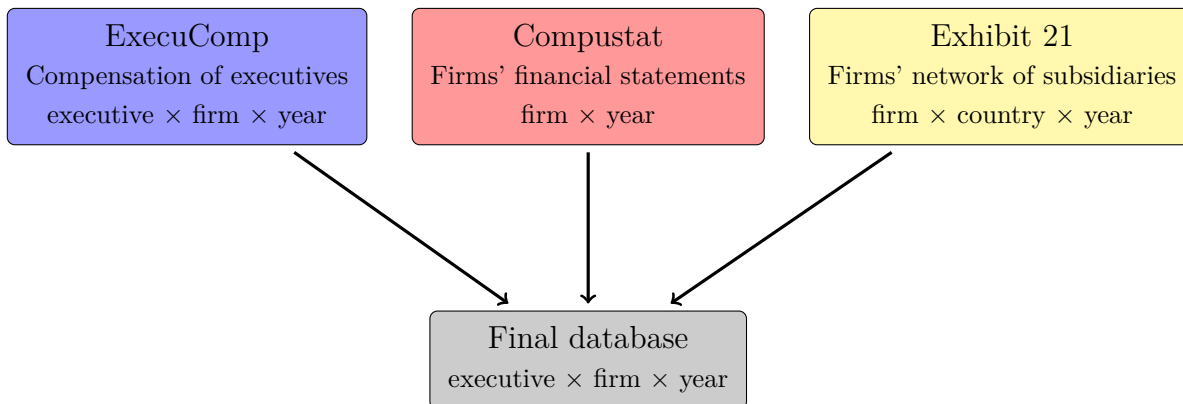 ExecuComp
Compensation of executives
executive × firm × year
Compustat
Firms' financial statements
firm × year
Exhibit 21
Firms' network of subsidiaries
firm × country × year
Final database
executive × firm × year